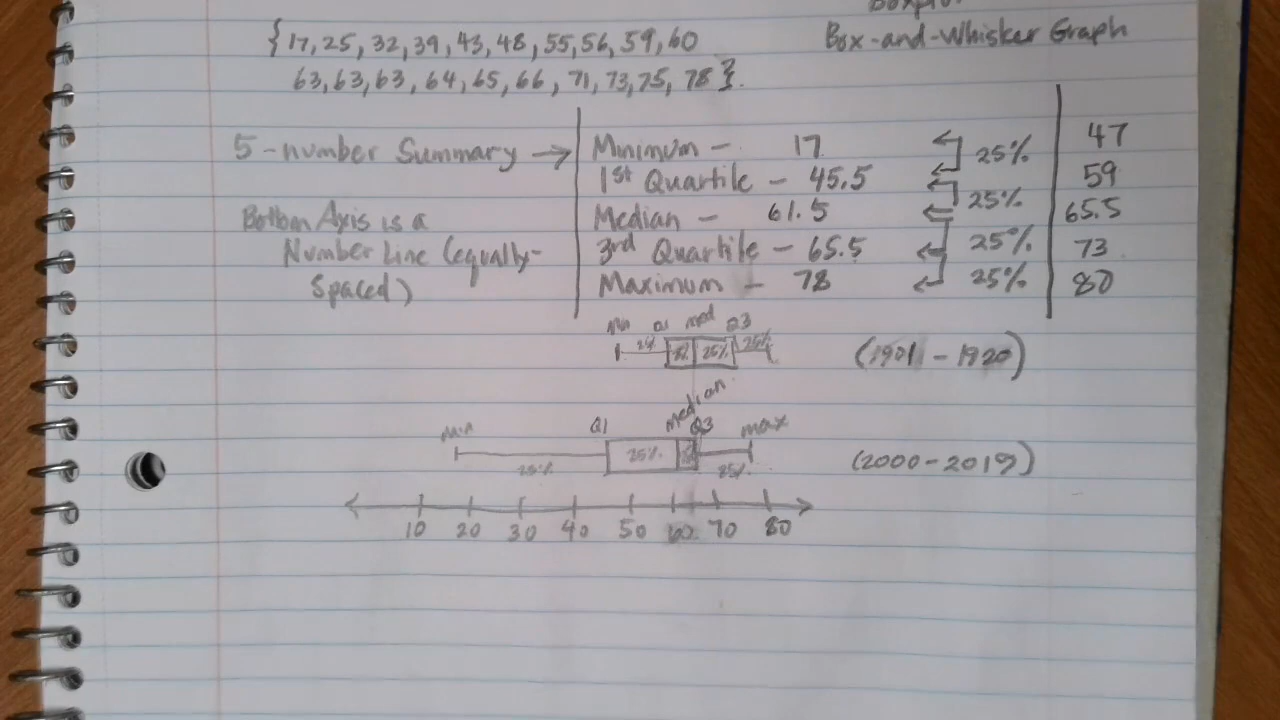 Boxplot
{17, 25, 32, 39, 43, 48, 55, 56, 59, 60
Box-and-Whisker Graph
63, 63, 63, 64, 65, 66, 71, 73, 75, 78}.
5-number Summary → Minimum - 17 25% 47
1st Quartile - 45.5 25% 59
Bottom Axis is a Median - 61.5 65.5
Number Line (equally- 3rd Quartile - 65.5 25% 73
Spaced) Maximum - 78 25% 80
Min Q1 med Q3
25% 25% 25% (1901 - 1920)
Median
Min Q1 Q3 max
25% (2000-2019)
25% 25%
10 20 30 40 50 60 70 80